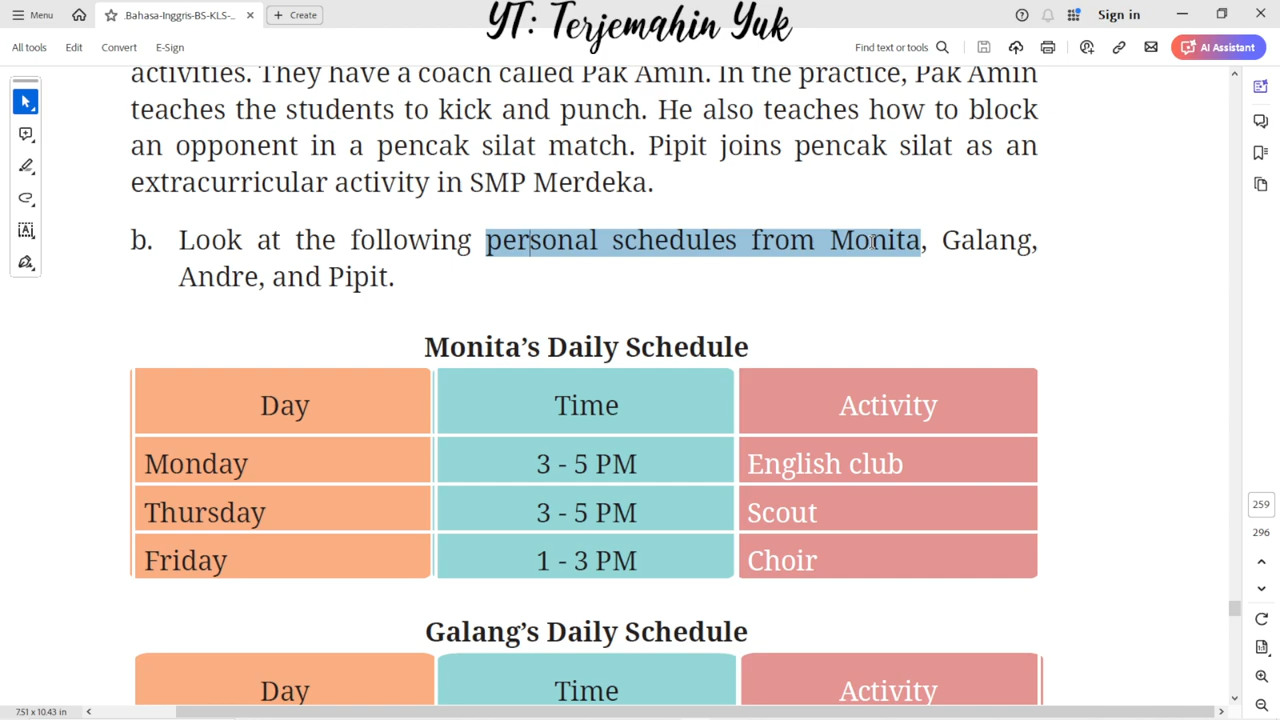 Menu
.Bahasa-Inggris-BS-KLS-...
Create
YT: Terjemahin Yuk
Sign in
All tools
Edit
Convert
E-Sign
Find text or tools
AI Assistant
activities. They have a coach called Pak Amin. In the practice, Pak Amin
teaches the students to kick and punch. He also teaches how to block
an opponent in a pencak silat match. Pipit joins pencak silat as an
extracurricular activity in SMP Merdeka.
b. Look at the following personal schedules from Monita, Galang,
Andre, and Pipit.
Monita's Daily Schedule
Day Time Activity
Monday 3 - 5 PM English club
Thursday 3 - 5 PM Scout
Friday 1 - 3 PM Choir
Galang's Daily Schedule
Day Time Activity
259
296
7.51 x 10.43 in